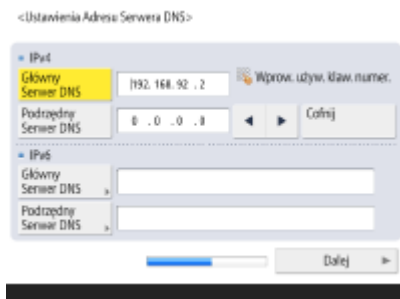 <Ustawienia Adresu Serwera DNS>
IPv4
Główny
Serwer DNS
192. 168. 92 . 2
Wprow. używ. klaw. numer.
Podrzędny
Serwer DNS
0 . 0 . 0 . 0
◀ ▶
Cofnij
IPv6
Główny
Serwer DNS
Podrzędny
Serwer DNS
Dalej